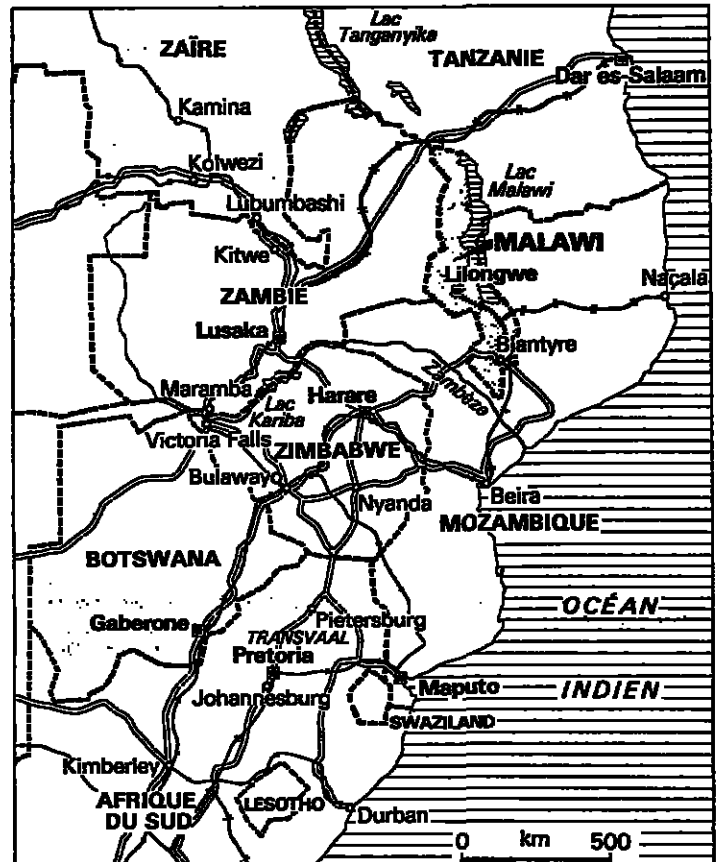 Lac
Tanganyika
ZAÏRE
TANZANIE
Dar es-Salaam
Kamina
Kolwezi
Lac
Malawi
Lubumbashi
Kitwe
MALAWI
Lilongwe
Naçala
ZAMBIE
Lusaka
Blantyre
Zambèze
Maramba
Lac
Kariba
Harare
Victoria Falls
ZIMBABWE
Bulawayo
Nyanda
Beira
MOZAMBIQUE
BOTSWANA
OCÉAN
Gaberone
Pietersburg
TRANSVAAL
Pretoria
Maputo
INDIEN
Johannesburg
SWAZILAND
Kimberley
AFRIQUE
DU SUD
LESOTHO
Durban
0 km 500